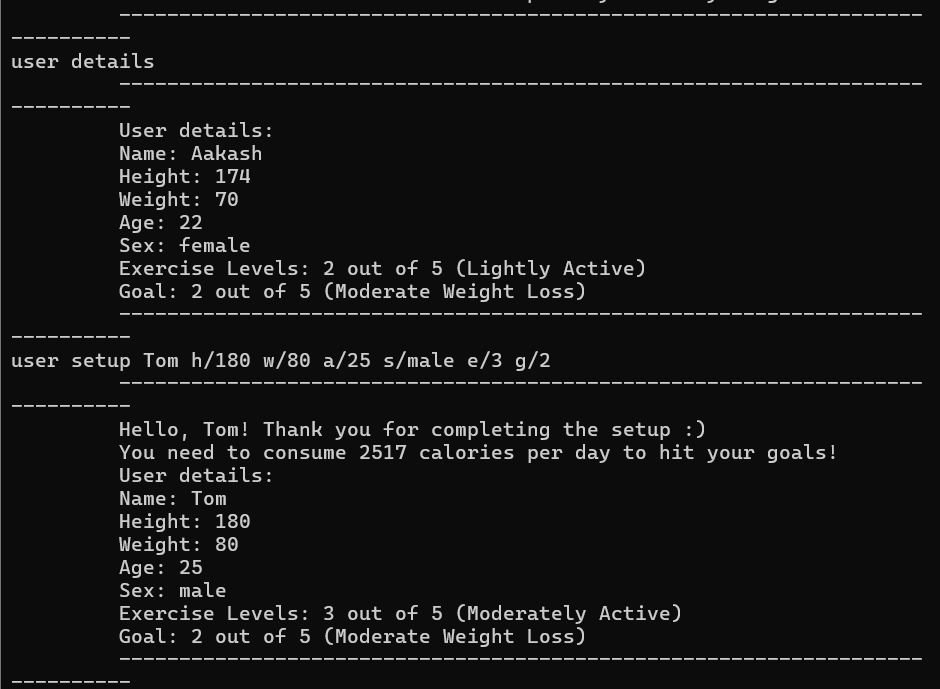 -------------------------------------------------------------------
----------
user details
-------------------------------------------------------------------
----------
User details:
Name: Aakash
Height: 174
Weight: 70
Age: 22
Sex: female
Exercise Levels: 2 out of 5 (Lightly Active)
Goal: 2 out of 5 (Moderate Weight Loss)
-------------------------------------------------------------------
----------
user setup Tom h/180 w/80 a/25 s/male e/3 g/2
-------------------------------------------------------------------
----------
Hello, Tom! Thank you for completing the setup :)
You need to consume 2517 calories per day to hit your goals!
User details:
Name: Tom
Height: 180
Weight: 80
Age: 25
Sex: male
Exercise Levels: 3 out of 5 (Moderately Active)
Goal: 2 out of 5 (Moderate Weight Loss)
-------------------------------------------------------------------
----------